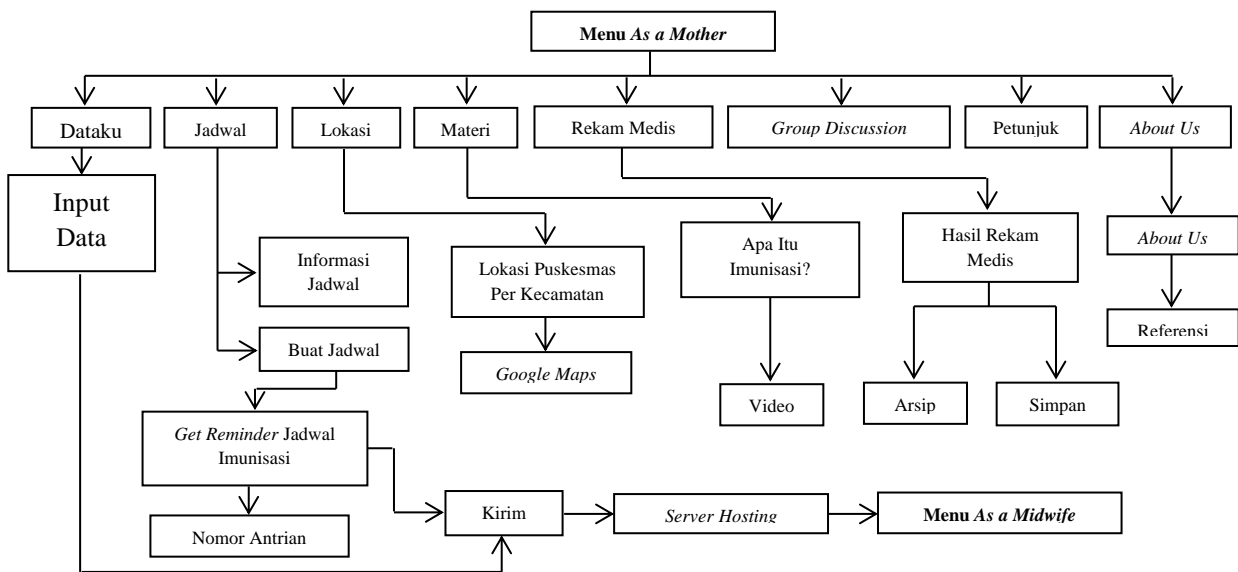 Menu As a Mother
Dataku
Jadwal
Lokasi
Materi
Rekam Medis
Group Discussion
Petunjuk
About Us
Input
Data
Informasi
Jadwal
Lokasi Puskesmas
Per Kecamatan
Apa Itu
Imunisasi?
Hasil Rekam
Medis
About Us
Buat Jadwal
Google Maps
Referensi
Video
Arsip
Simpan
Get Reminder Jadwal
Imunisasi
Nomor Antrian
Kirim
Server Hosting
Menu As a Midwife